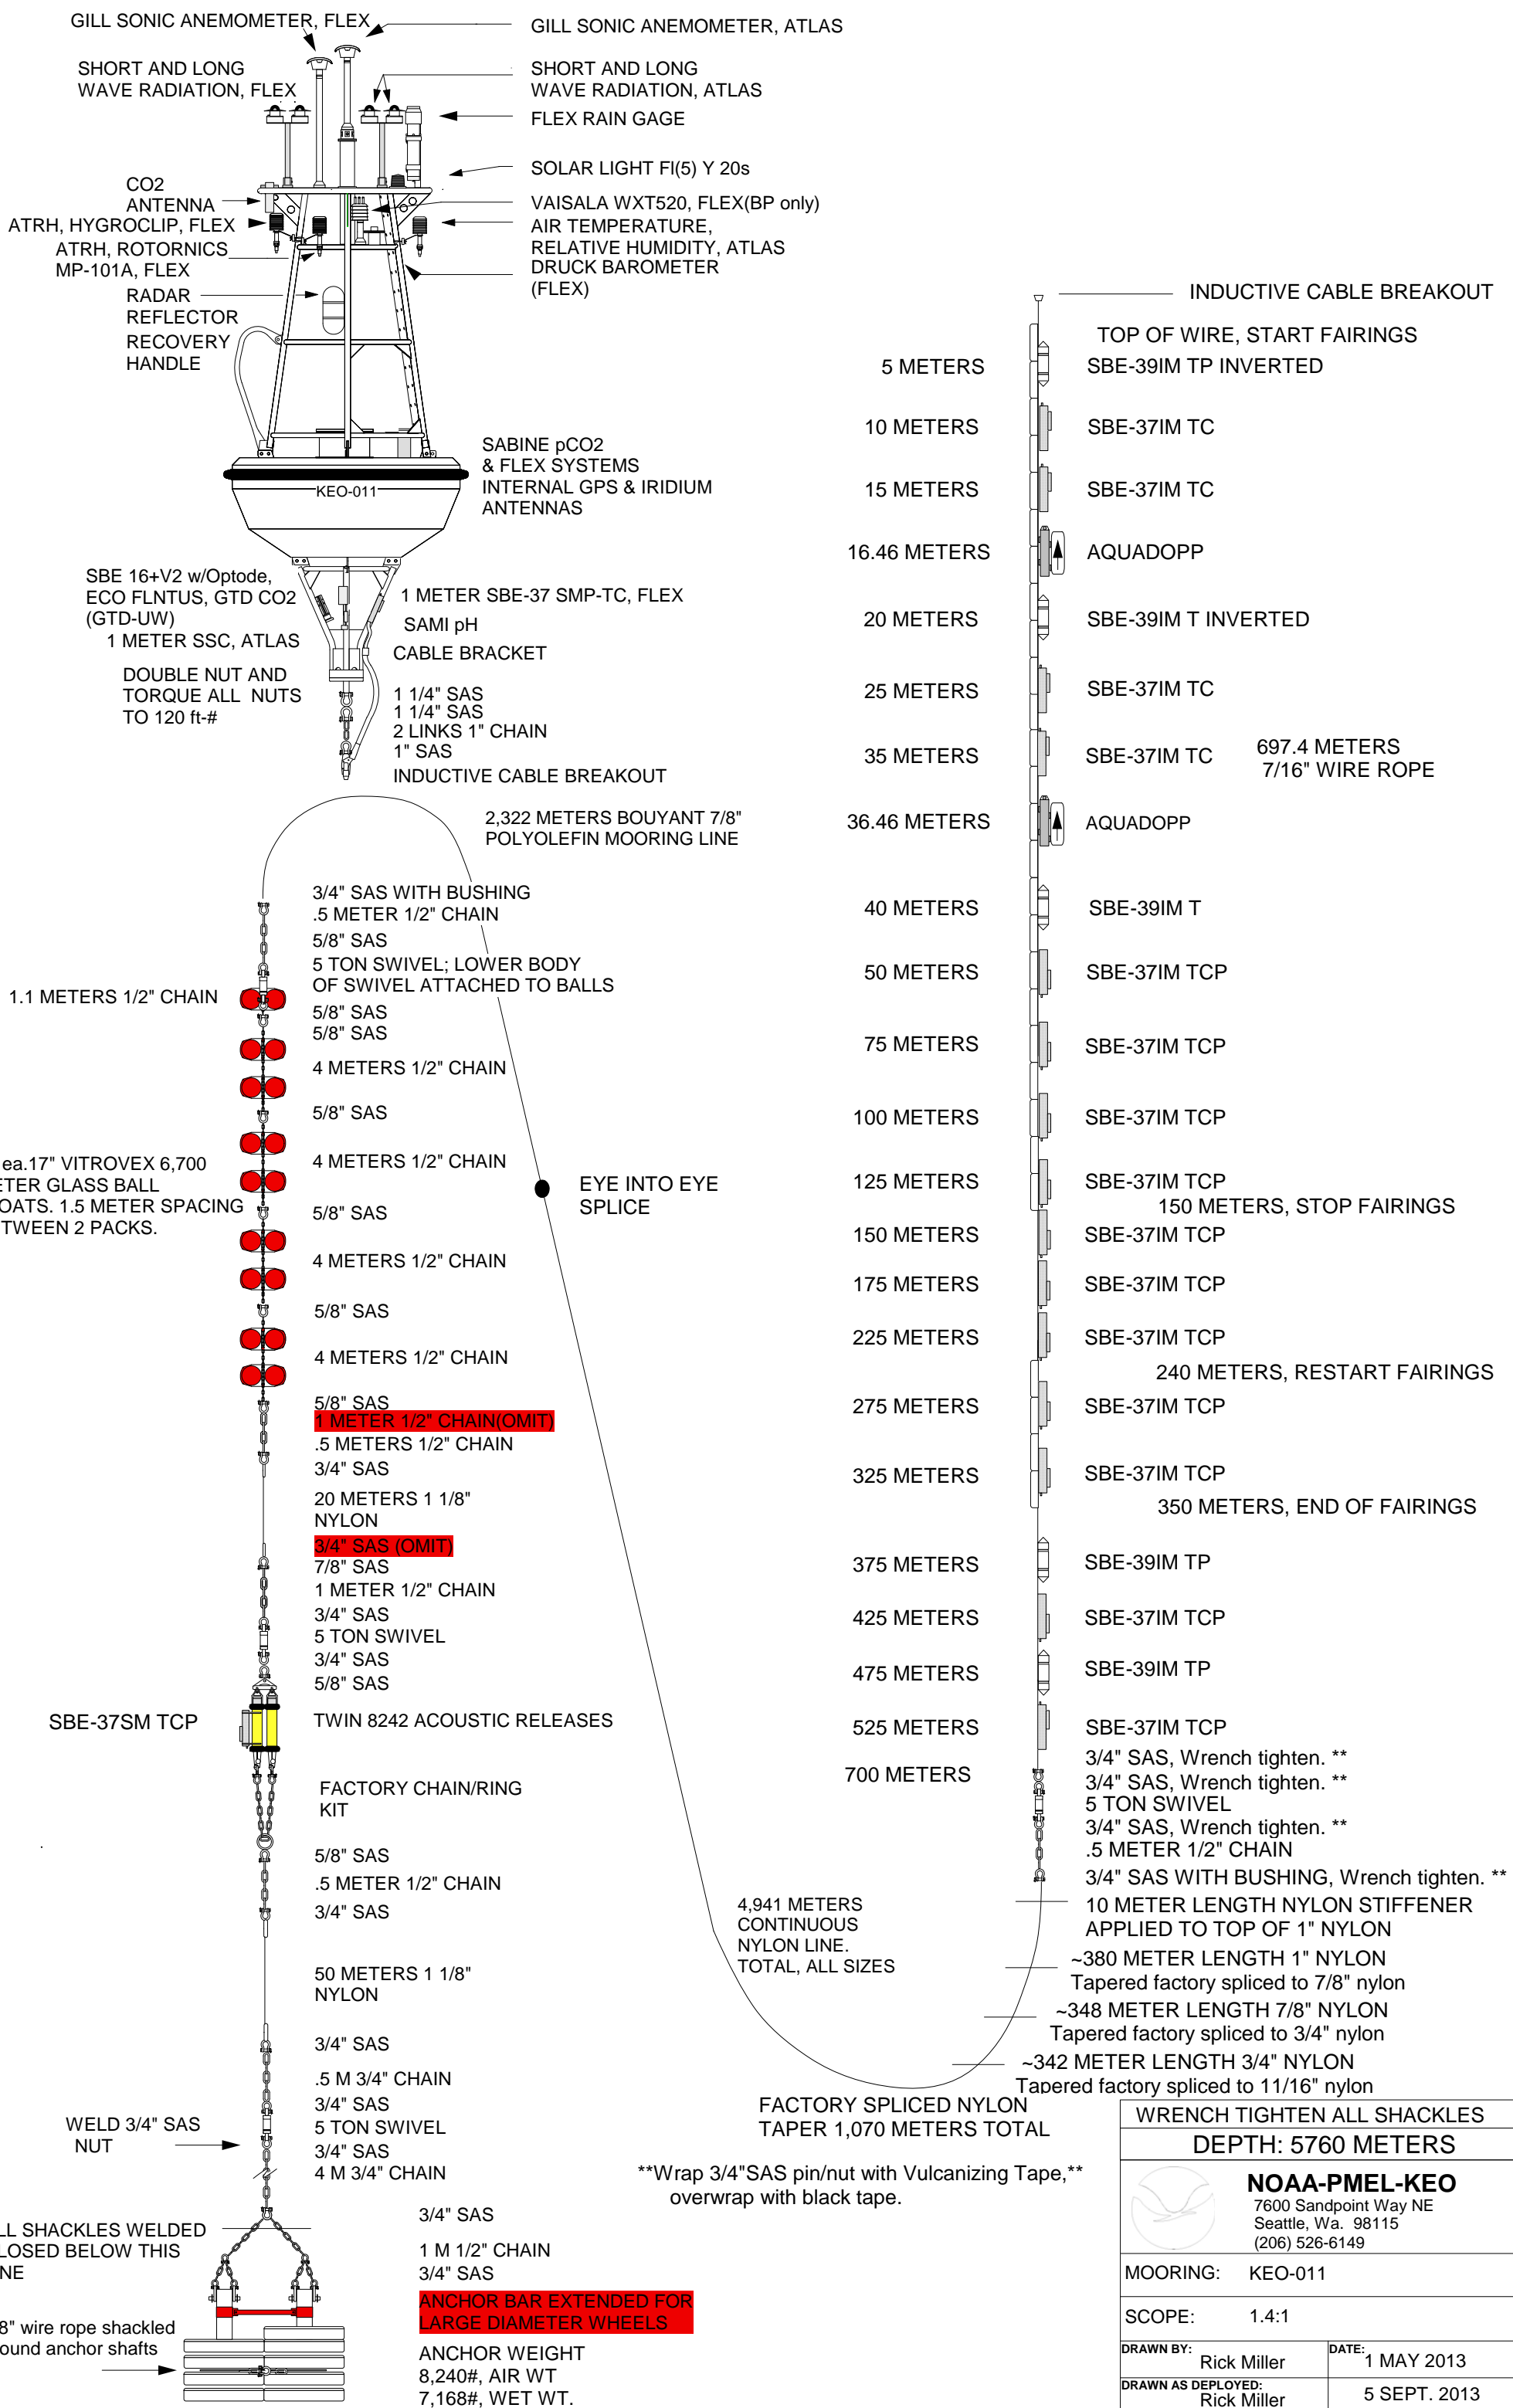 GILL SONIC ANEMOMETER, FLEX
GILL SONIC ANEMOMETER, ATLAS
SHORT AND LONG
WAVE RADIATION, FLEX
SHORT AND LONG
WAVE RADIATION, ATLAS
FLEX RAIN GAGE
SOLAR LIGHT Fl(5) Y 20s
CO2
ANTENNA
VAISALA WXT520, FLEX(BP only)
ATRH, HYGROCLIP, FLEX
AIR TEMPERATURE,
RELATIVE HUMIDITY, ATLAS
ATRH, ROTORNICS
MP-101A, FLEX
DRUCK BAROMETER
(FLEX)
RADAR
REFLECTOR
RECOVERY
HANDLE
SABINE pCO2
& FLEX SYSTEMS
INTERNAL GPS & IRIDIUM
ANTENNAS
KEO-011
SBE 16+V2 w/Optode,
ECO FLNTUS, GTD CO2
(GTD-UW)
1 METER SSC, ATLAS
1 METER SBE-37 SMP-TC, FLEX
SAMI pH
CABLE BRACKET
DOUBLE NUT AND
TORQUE ALL NUTS
TO 120 ft-#
1 1/4" SAS
1 1/4" SAS
2 LINKS 1" CHAIN
1" SAS
INDUCTIVE CABLE BREAKOUT
2,322 METERS BOUYANT 7/8"
POLYOLEFIN MOORING LINE
3/4" SAS WITH BUSHING
.5 METER 1/2" CHAIN
5/8" SAS
5 TON SWIVEL; LOWER BODY
OF SWIVEL ATTACHED TO BALLS
1.1 METERS 1/2" CHAIN
5/8" SAS
5/8" SAS
4 METERS 1/2" CHAIN
5/8" SAS
4 METERS 1/2" CHAIN
ea.17" VITROVEX 6,700
ETER GLASS BALL
OATS. 1.5 METER SPACING
TWEEN 2 PACKS.
5/8" SAS
4 METERS 1/2" CHAIN
5/8" SAS
4 METERS 1/2" CHAIN
5/8" SAS
1 METER 1/2" CHAIN(OMIT)
.5 METERS 1/2" CHAIN
3/4" SAS
20 METERS 1 1/8"
NYLON
3/4" SAS (OMIT)
7/8" SAS
1 METER 1/2" CHAIN
3/4" SAS
5 TON SWIVEL
3/4" SAS
5/8" SAS
SBE-37SM TCP
TWIN 8242 ACOUSTIC RELEASES
FACTORY CHAIN/RING
KIT
5/8" SAS
.5 METER 1/2" CHAIN
3/4" SAS
50 METERS 1 1/8"
NYLON
3/4" SAS
.5 M 3/4" CHAIN
3/4" SAS
5 TON SWIVEL
3/4" SAS
4 M 3/4" CHAIN
WELD 3/4" SAS
NUT
3/4" SAS
LL SHACKLES WELDED
LOSED BELOW THIS
NE
1 M 1/2" CHAIN
3/4" SAS
ANCHOR BAR EXTENDED FOR
LARGE DIAMETER WHEELS
8" wire rope shackled
ound anchor shafts
ANCHOR WEIGHT
8,240#, AIR WT
7,168#, WET WT.
EYE INTO EYE
SPLICE
INDUCTIVE CABLE BREAKOUT
TOP OF WIRE, START FAIRINGS
5 METERS SBE-39IM TP INVERTED
10 METERS SBE-37IM TC
15 METERS SBE-37IM TC
16.46 METERS AQUADOPP
20 METERS SBE-39IM T INVERTED
25 METERS SBE-37IM TC
35 METERS SBE-37IM TC
697.4 METERS
7/16" WIRE ROPE
36.46 METERS AQUADOPP
40 METERS SBE-39IM T
50 METERS SBE-37IM TCP
75 METERS SBE-37IM TCP
100 METERS SBE-37IM TCP
125 METERS SBE-37IM TCP
150 METERS, STOP FAIRINGS
150 METERS SBE-37IM TCP
175 METERS SBE-37IM TCP
225 METERS SBE-37IM TCP
240 METERS, RESTART FAIRINGS
275 METERS SBE-37IM TCP
325 METERS SBE-37IM TCP
350 METERS, END OF FAIRINGS
375 METERS SBE-39IM TP
425 METERS SBE-37IM TCP
475 METERS SBE-39IM TP
525 METERS SBE-37IM TCP
3/4" SAS, Wrench tighten. **
700 METERS
3/4" SAS, Wrench tighten. **
5 TON SWIVEL
3/4" SAS, Wrench tighten. **
.5 METER 1/2" CHAIN
3/4" SAS WITH BUSHING, Wrench tighten. **
10 METER LENGTH NYLON STIFFENER
APPLIED TO TOP OF 1" NYLON
4,941 METERS
CONTINUOUS
NYLON LINE.
TOTAL, ALL SIZES
~380 METER LENGTH 1" NYLON
Tapered factory spliced to 7/8" nylon
~348 METER LENGTH 7/8" NYLON
Tapered factory spliced to 3/4" nylon
~342 METER LENGTH 3/4" NYLON
Tapered factory spliced to 11/16" nylon
FACTORY SPLICED NYLON
TAPER 1,070 METERS TOTAL
**Wrap 3/4"SAS pin/nut with Vulcanizing Tape,**
overwrap with black tape.
WRENCH TIGHTEN ALL SHACKLES
DEPTH: 5760 METERS
NOAA-PMEL-KEO
7600 Sandpoint Way NE
Seattle, Wa. 98115
(206) 526-6149
MOORING: KEO-011
SCOPE: 1.4:1
DRAWN BY: Rick Miller
DATE: 1 MAY 2013
DRAWN AS DEPLOYED: Rick Miller
5 SEPT. 2013